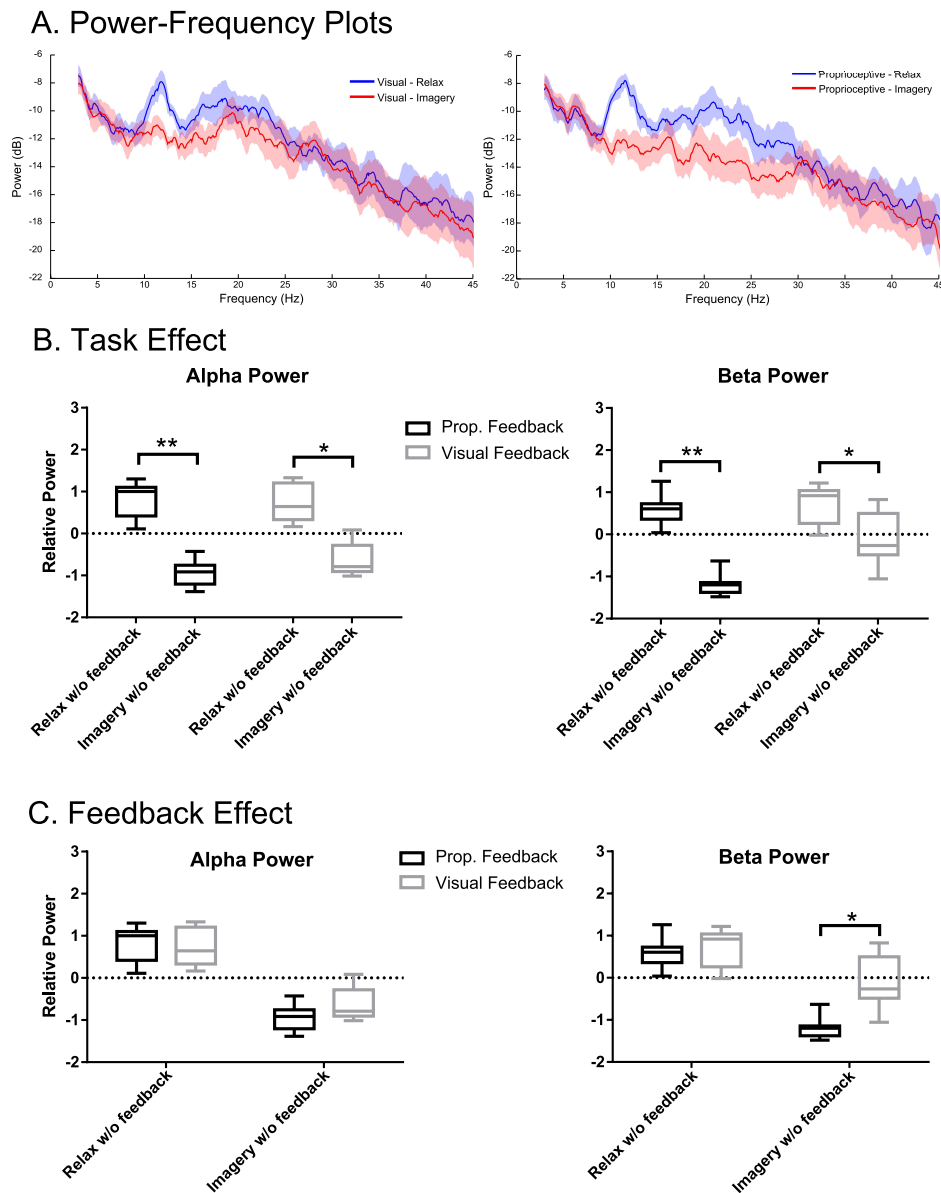 A. Power-Frequency Plots
-6
-8
-10
-12
-14
-16
-18
-20
-22
Power (dB)
0 5 10 15 20 25 30 35 40 45
Frequency (Hz)
Visual - Relax
Visual - Imagery
-6
-8
-10
-12
-14
-16
-18
-20
-22
Power (dB)
0 5 10 15 20 25 30 35 40 45
Frequency (Hz)
Proprioceptive - Relax
Proprioceptive - Imagery
B. Task Effect
Alpha Power
3
2
1
0
-1
-2
Relative Power
** *
Relax w/o feedback
Imagery w/o feedback
Relax w/o feedback
Imagery w/o feedback
Prop. Feedback
Visual Feedback
Beta Power
3
2
1
0
-1
-2
** *
Relax w/o feedback
Imagery w/o feedback
Relax w/o feedback
Imagery w/o feedback
C. Feedback Effect
Alpha Power
3
2
1
0
-1
-2
Relative Power
Relax w/o feedback
Imagery w/o feedback
Prop. Feedback
Visual Feedback
Beta Power
3
2
1
0
-1
-2
*
Relax w/o feedback
Imagery w/o feedback